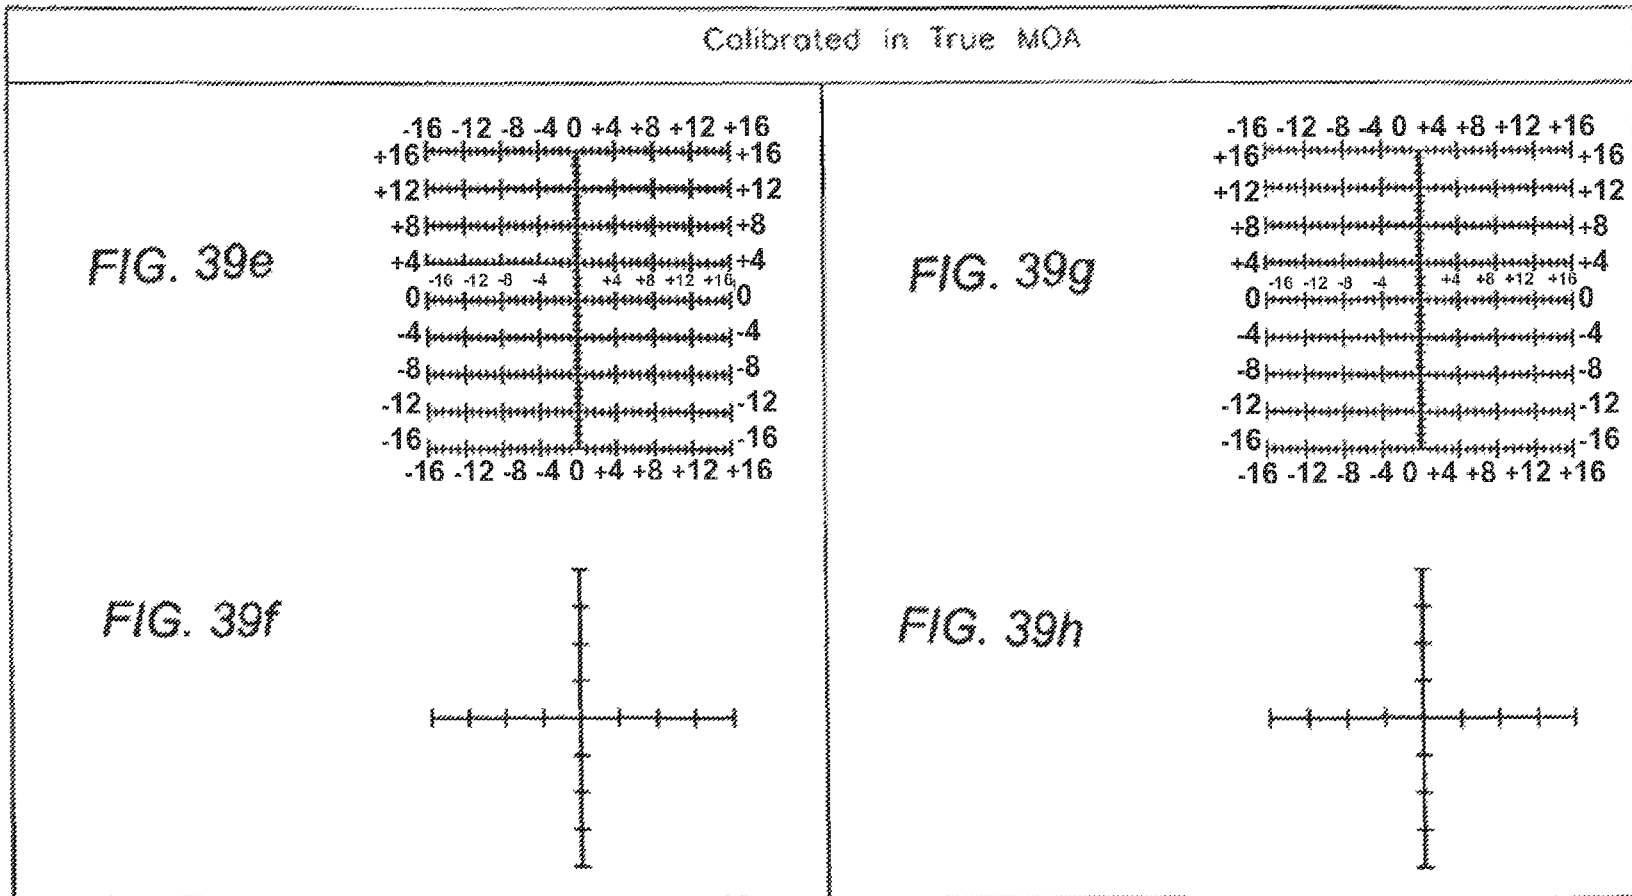 Calibrated in True MOA
FIG. 39e
-16 -12 -8 -4 0 +4 +8 +12 +16
+16 +16
+12 +12
+8 +8
+4 +4
-16 -12 -8 -4 +4 +8 +12 +16
0 0
-4 -4
-8 -8
-12 -12
-16 -16
-16 -12 -8 -4 0 +4 +8 +12 +16
FIG. 39f
FIG. 39g
-16 -12 -8 -4 0 +4 +8 +12 +16
+16 +16
+12 +12
+8 +8
+4 +4
-16 -12 -8 -4 +4 +8 +12 +16
0 0
-4 -4
-8 -8
-12 -12
-16 -16
-16 -12 -8 -4 0 +4 +8 +12 +16
FIG. 39h